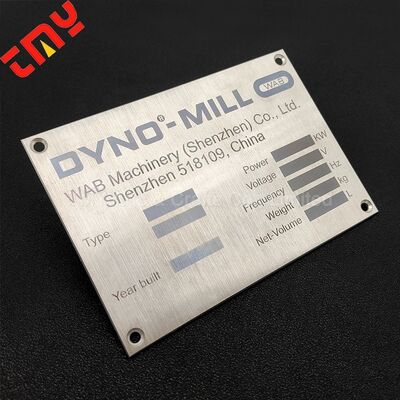 tny
DYNO®-MILL WAB
WAB Machinery (Shenzhen) Co., Ltd.
Shenzhen 518109, China
Type
Year built
Power KW
Voltage V
Frequency Hz
Weight kg
Net-Volume L